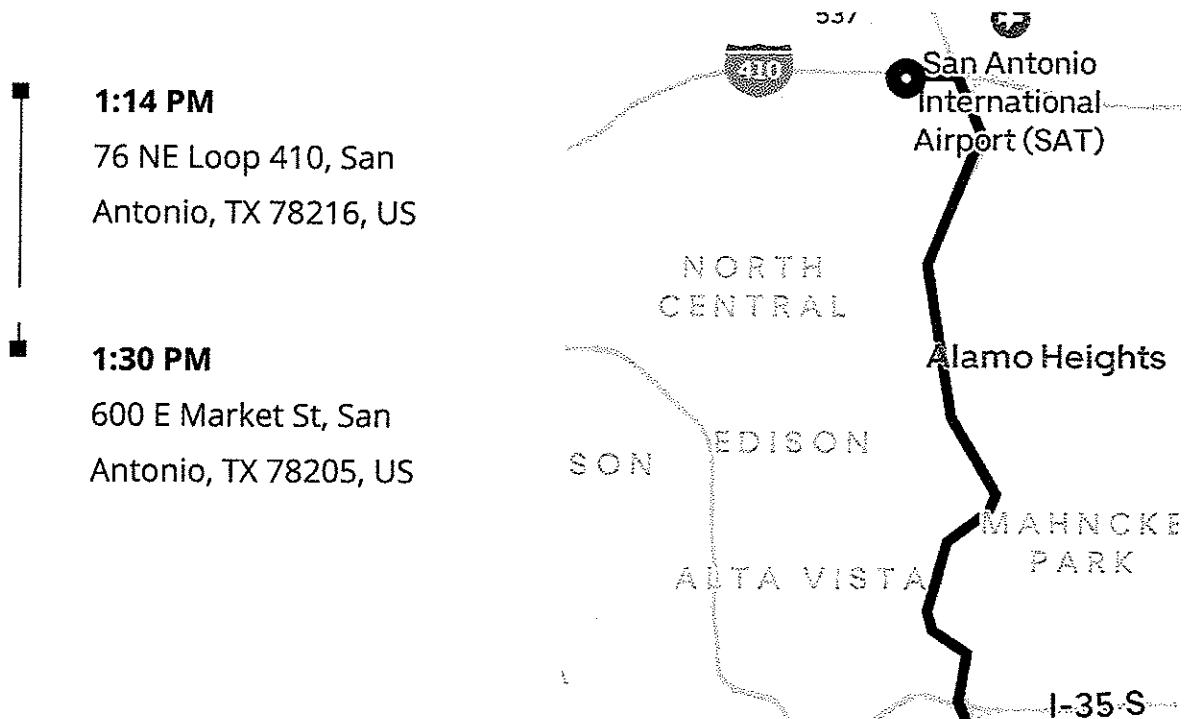 1:14 PM
76 NE Loop 410, San
Antonio, TX 78216, US
1:30 PM
600 E Market St, San
Antonio, TX 78205, US
537
410
San Antonio
International
Airport (SAT)
NORTH
CENTRAL
Alamo Heights
EDISON
SON
MAHNCKE
PARK
ALTA VISTA
I-35 S